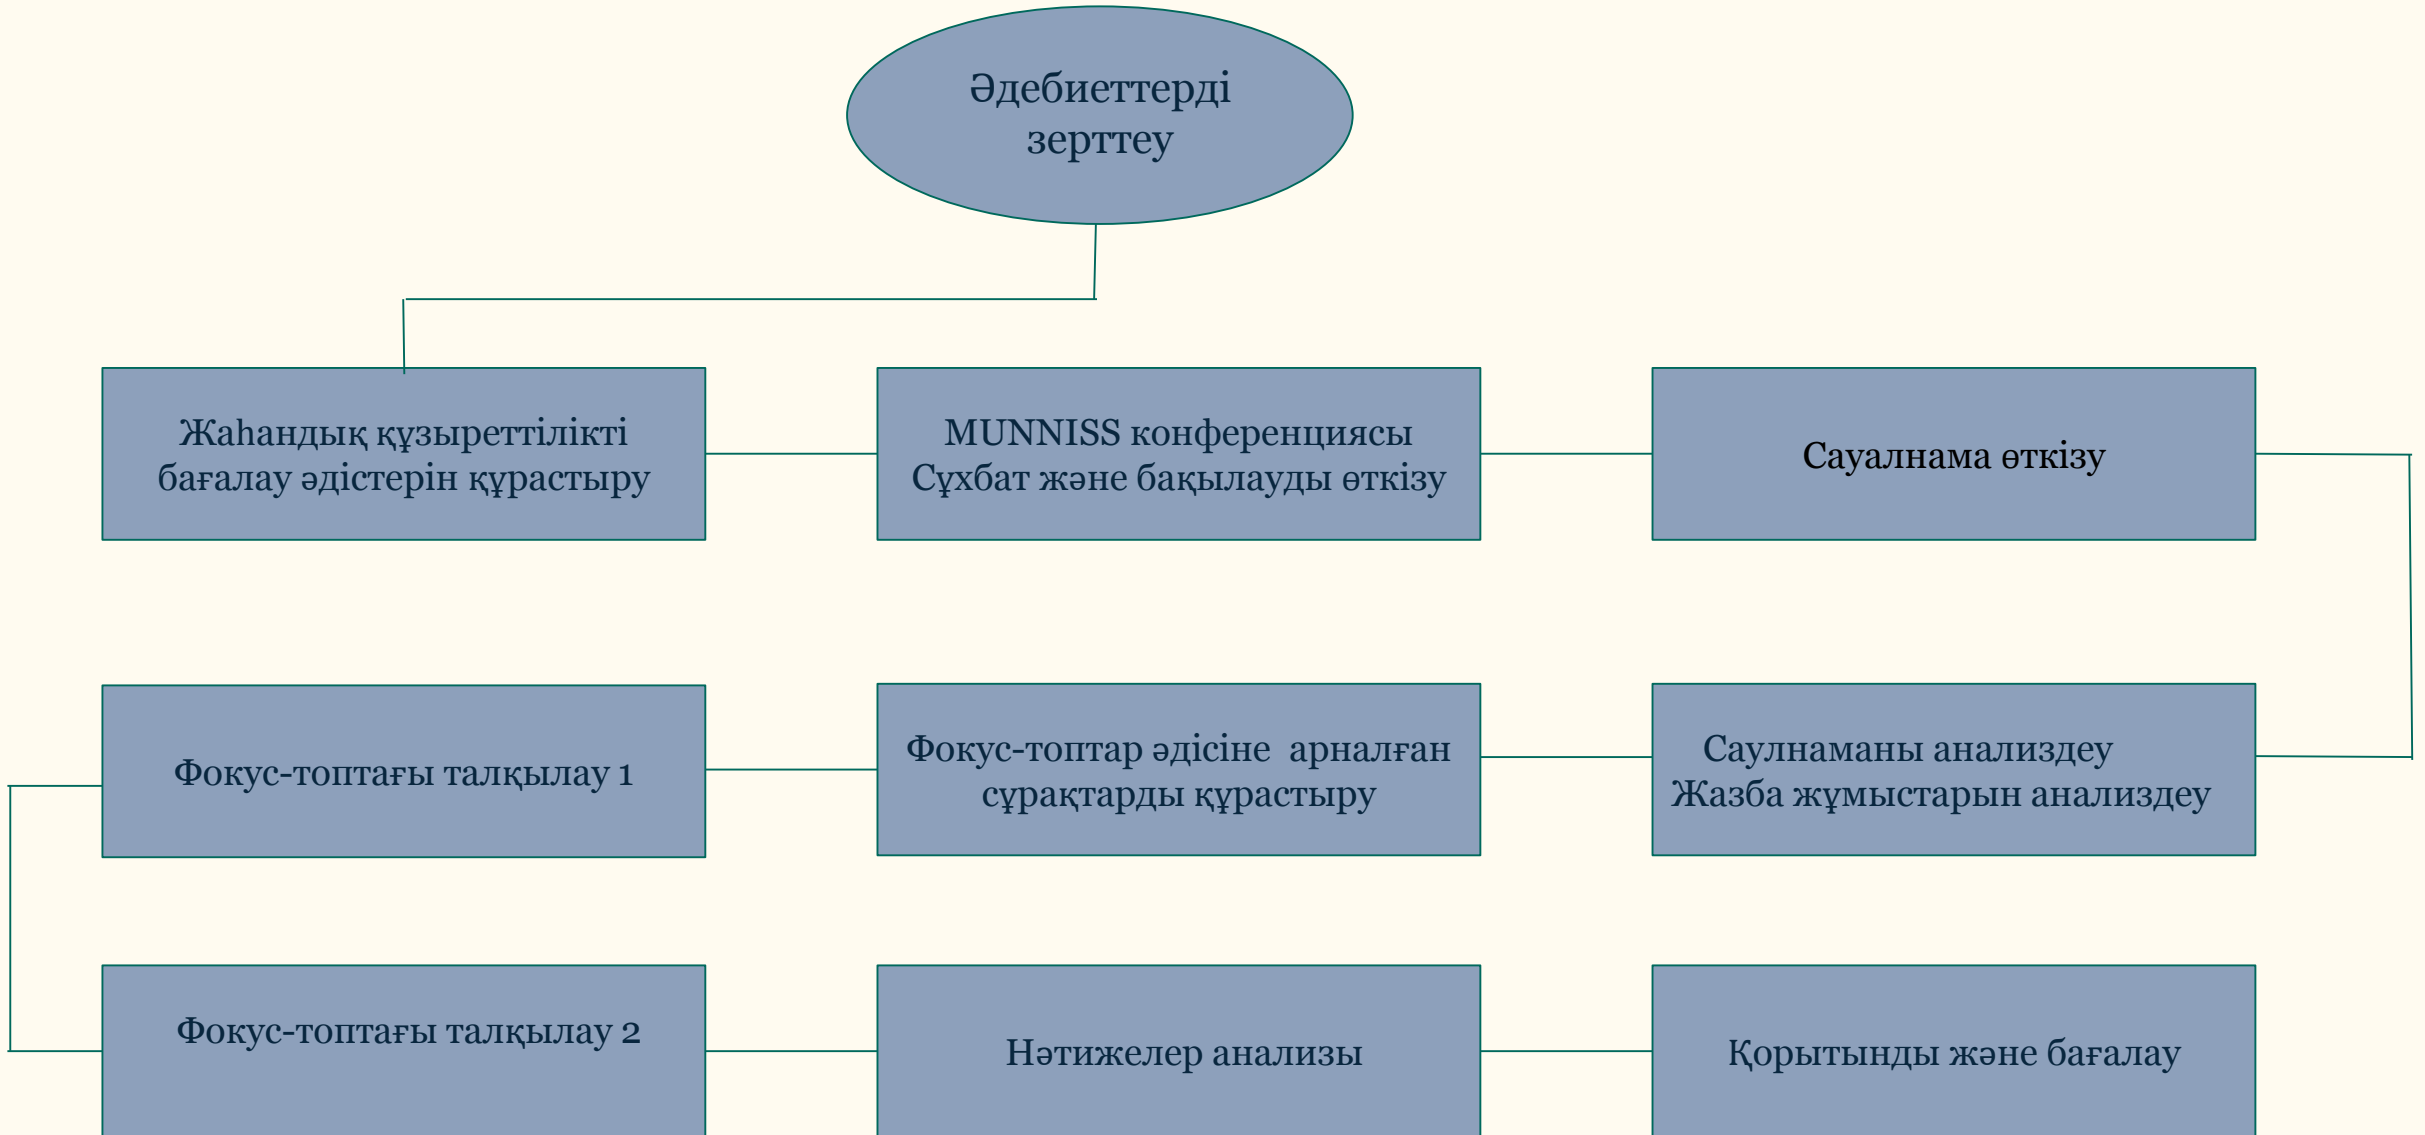 Әдебиеттерді
зерттеу
Жаһандық құзыреттілікті
бағалау әдістерін құрастыру
MUNNISS конференциясы
Сұхбат және бақылауды өткізу
Сауалнама өткізу
Фокус-топтағы талқылау 1
Фокус-топтар әдісіне  арналған
сұрақтарды құрастыру
Саулнаманы анализдеу
Жазба жұмыстарын анализдеу
Фокус-топтағы талқылау 2
Нәтижелер анализы
Қорытынды және бағалау